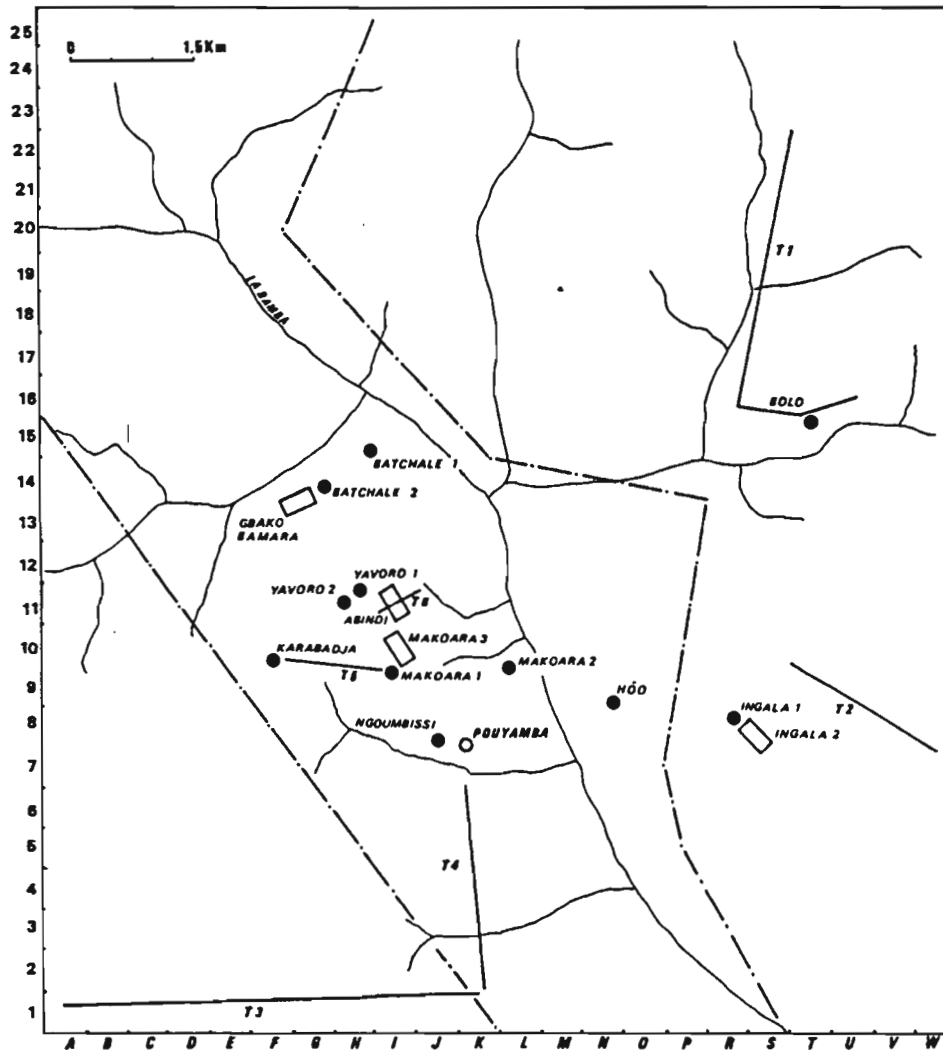 25
0 1,5Km
24
23
22
21
20
T1
19
LA BAMBA
18
17
16
BOLO
15
BATCHALE 1
14
BATCHALE 2
13
GBAKO
BAMARA
12
YAVORO 1
YAVORO 2
T6
11
ABINDI
10
MAKOARA 3
KARABADJA
MAKOARA 2
T5
MAKOARA 1
9
HÓO
INGALA 1
T2
8
NGOUMBISSI
POUYAMBA
INGALA 2
7
6
5
T4
4
3
2
1
T3
A B C D E F G H I J K L M N O P R S T U V W